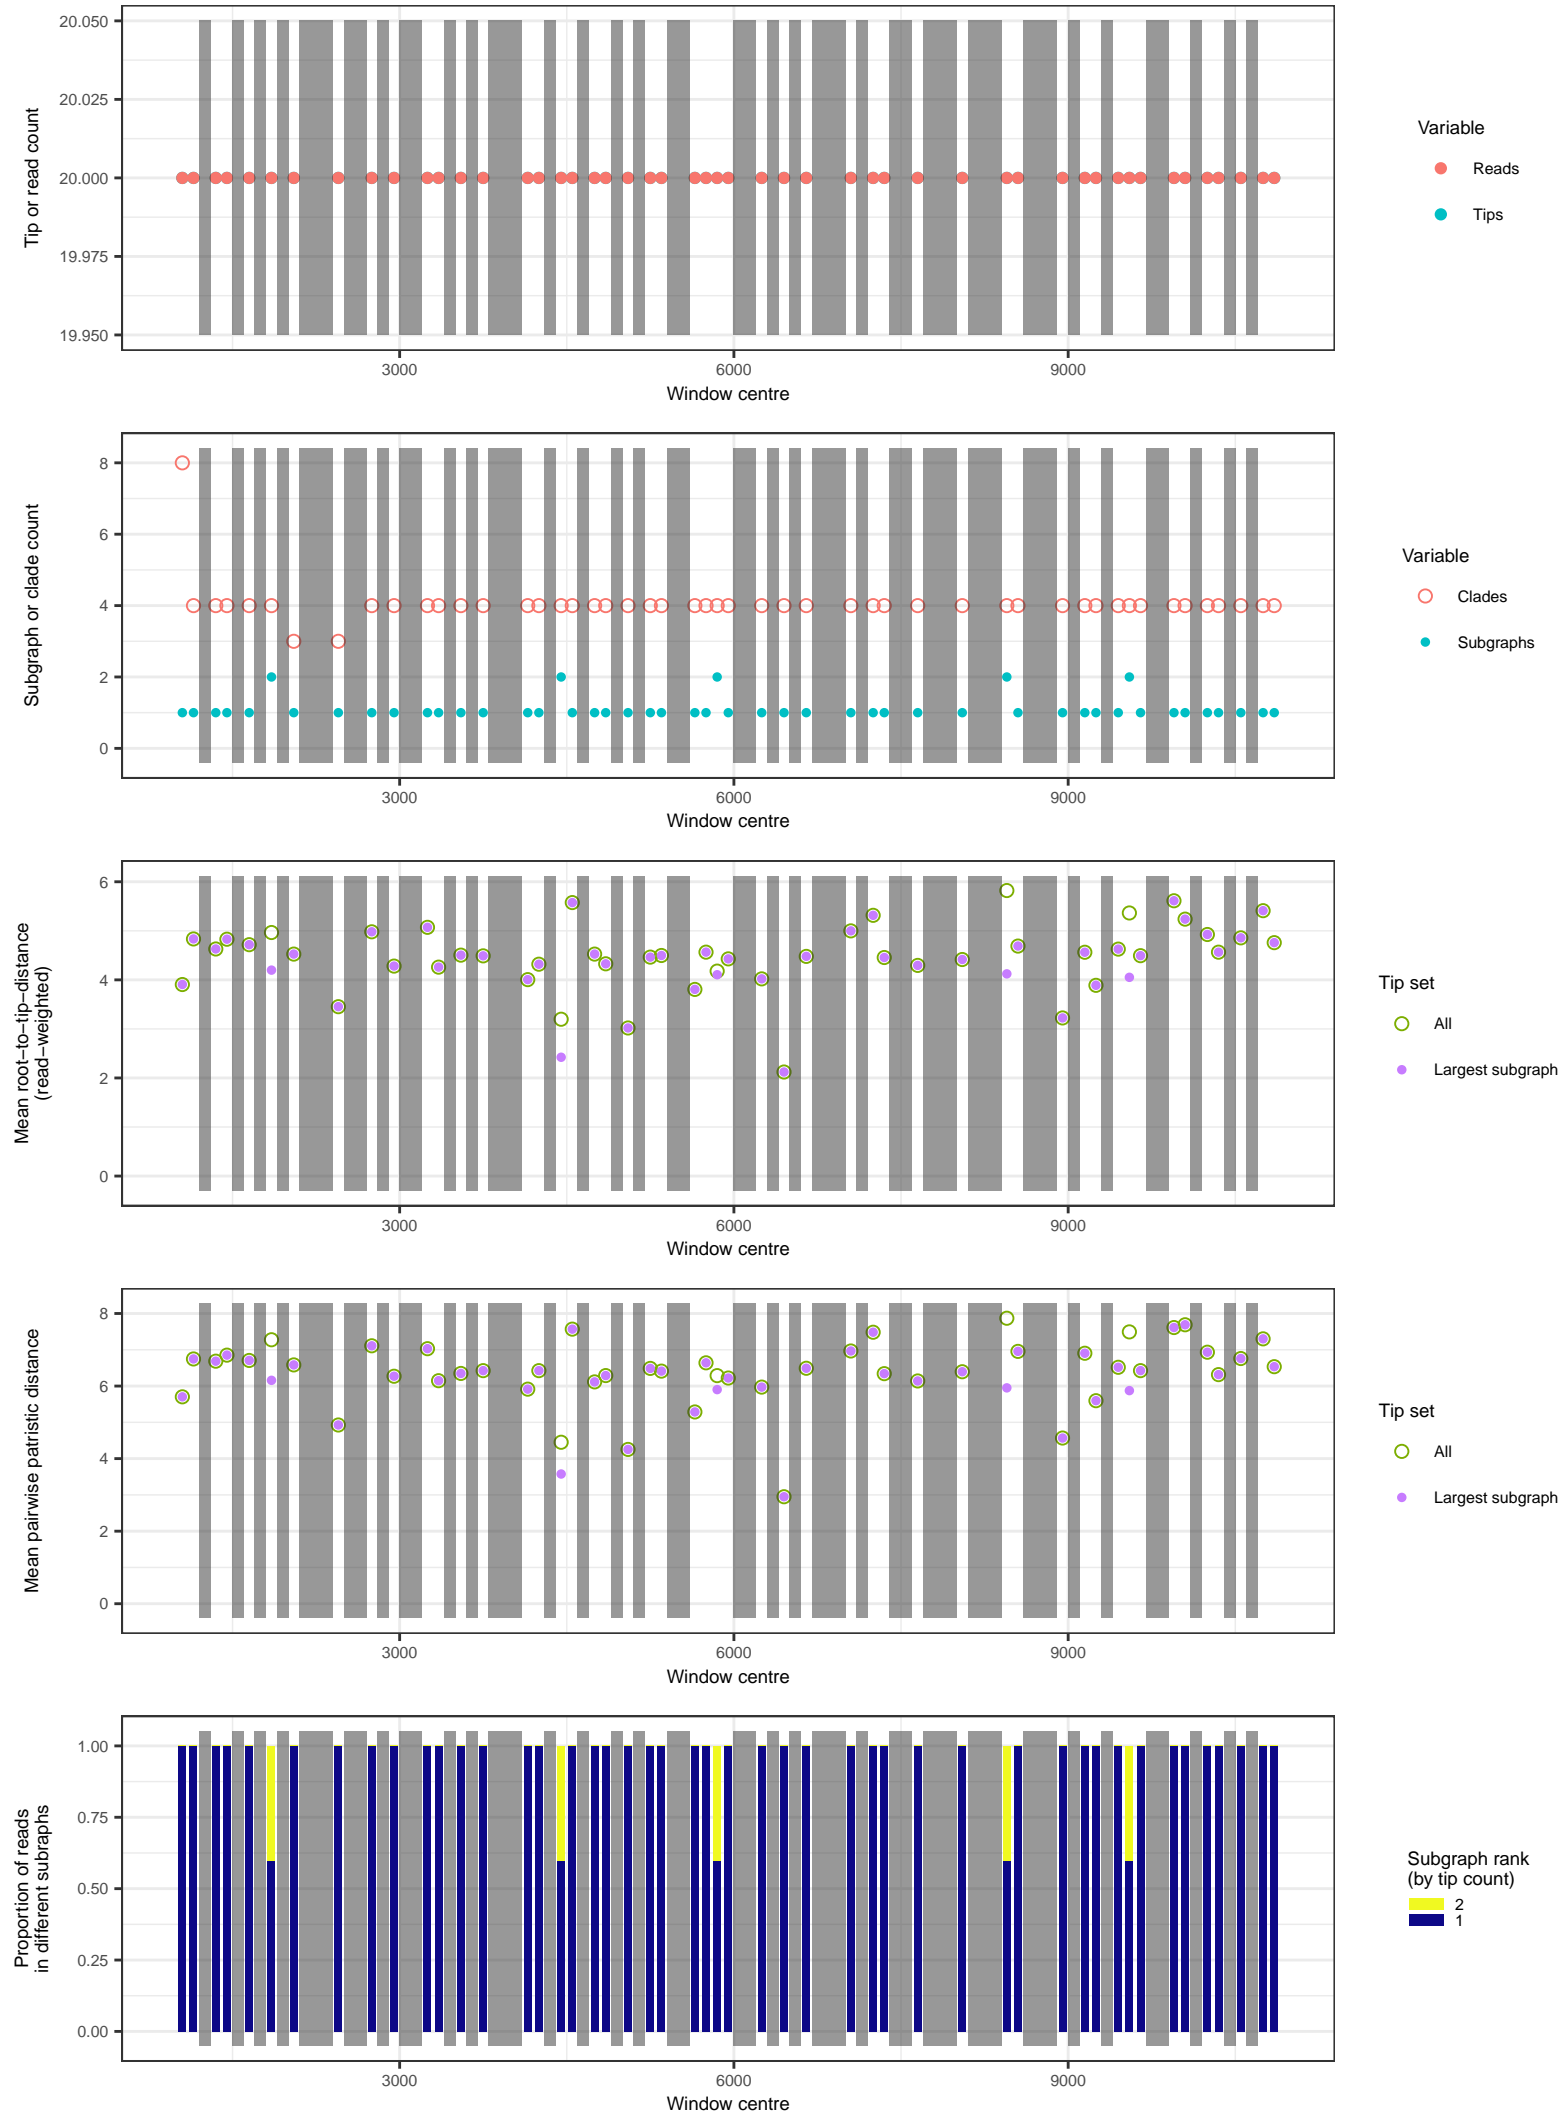 20.050
20.025
20.000
19.975
19.950
Tip or read count
3000
6000
9000
Window centre
Variable
Reads
Tips
8
6
4
2
0
Subgraph or clade count
3000
6000
9000
Window centre
Variable
Clades
Subgraphs
6
4
2
0
Mean root−to−tip−distance
(read−weighted)
3000
6000
9000
Window centre
Tip set
All
Largest subgraph
8
6
4
2
0
Mean pairwise patristic distance
3000
6000
9000
Window centre
Tip set
All
Largest subgraph
1.00
0.75
0.50
0.25
0.00
Proportion of reads
in different subraphs
3000
6000
9000
Window centre
Subgraph rank
(by tip count)
2
1